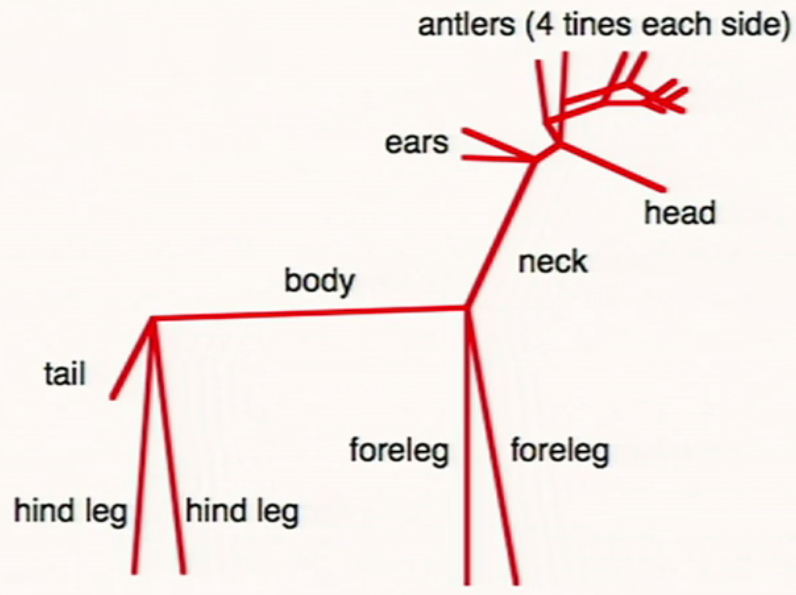 antlers (4 tines each side)
ears
head
neck
body
tail
foreleg
foreleg
hind leg
hind leg